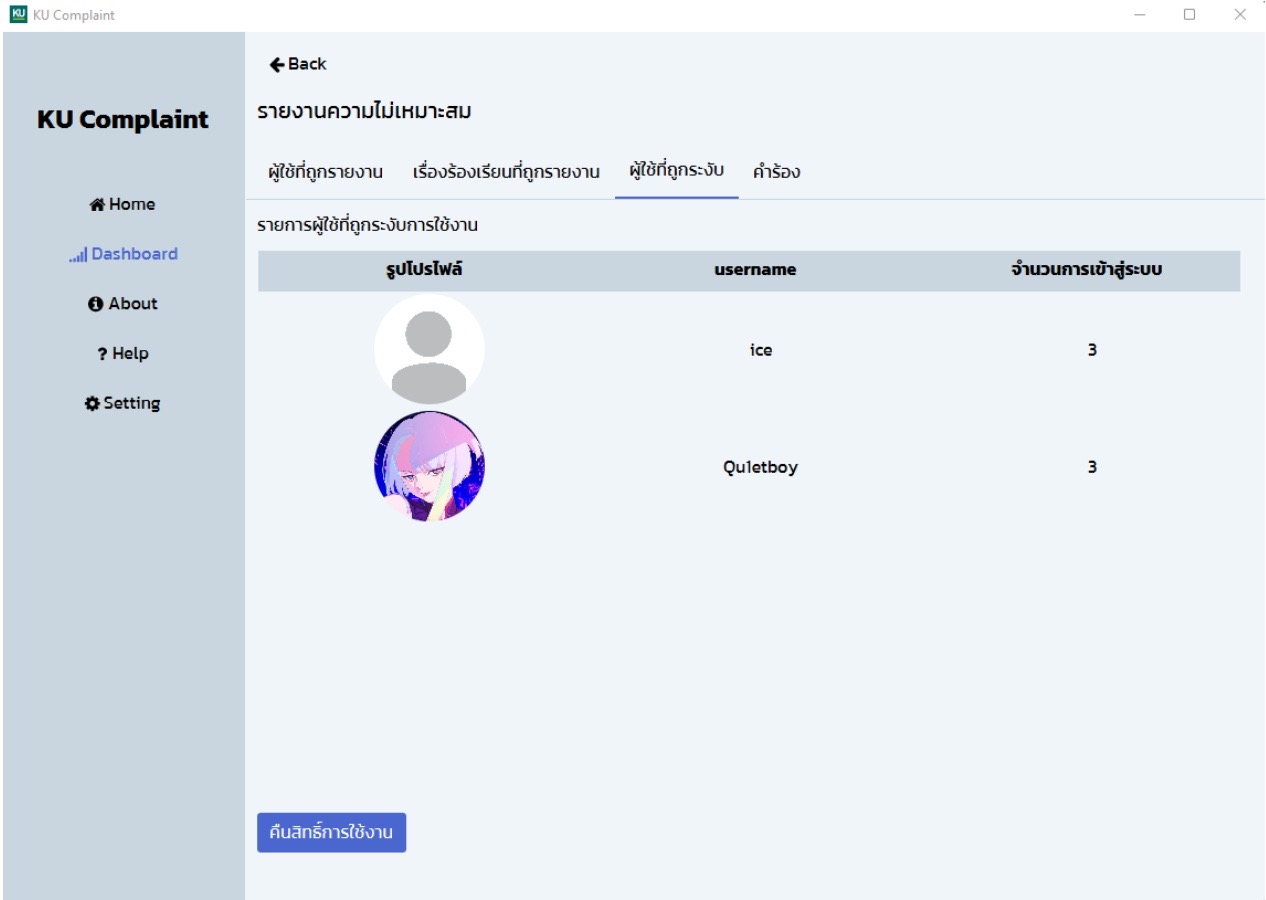 KU KU Complaint
KU Complaint
Home
Dashboard
About
Help
Setting
Back
รายงานความไม่เหมาะสม
ผู้ใช้ที่ถูกรายงาน เรื่องร้องเรียนที่ถูกรายงาน ผู้ใช้ที่ถูกระงับ คำร้อง
รายการผู้ใช้ที่ถูกระงับการใช้งาน
รูปโปรไฟล์ username จำนวนการเข้าสู่ระบบ
ice 3
Qu1etboy 3
คืนสิทธิ์การใช้งาน